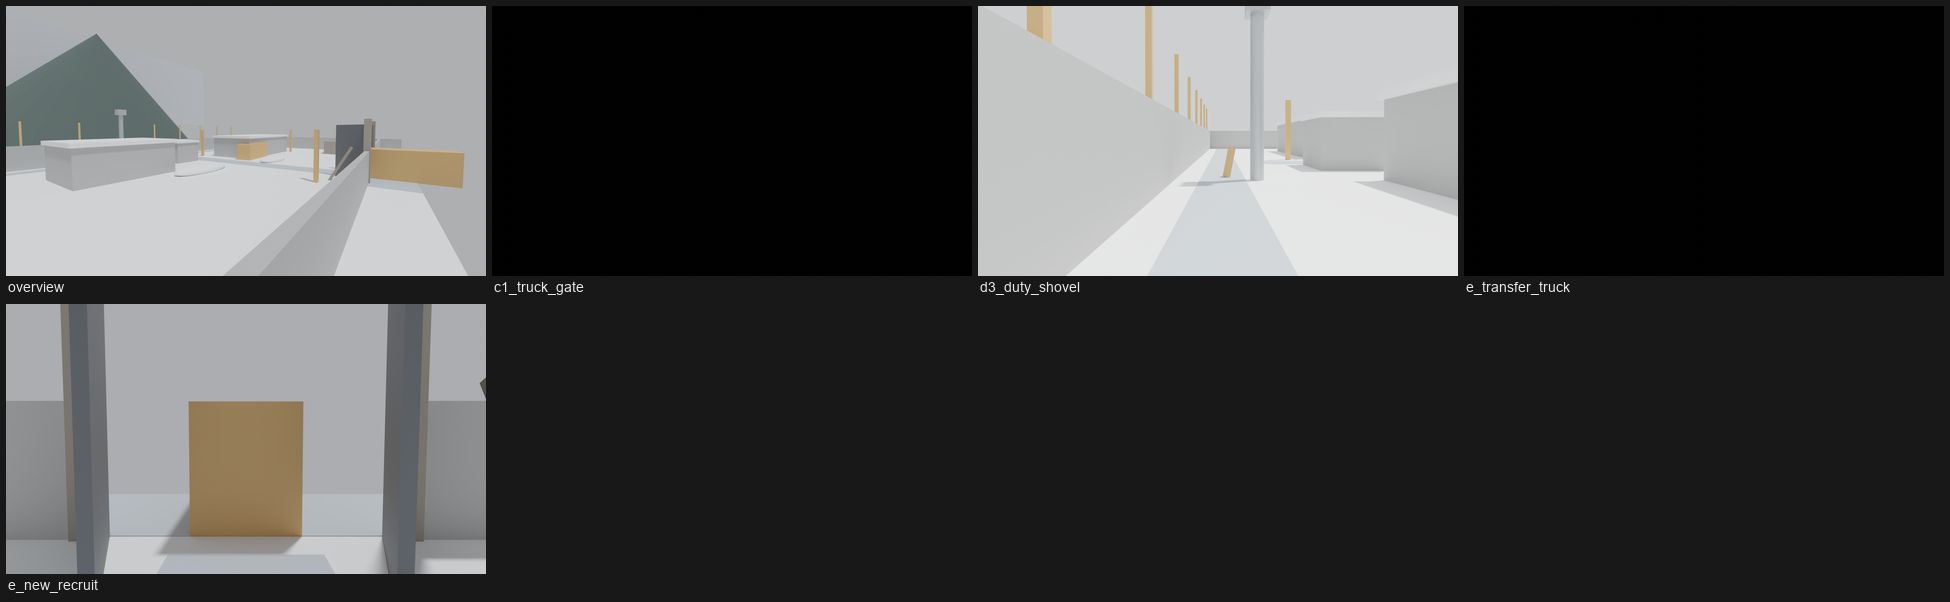 overview
c1_truck_gate
d3_duty_shovel
e_transfer_truck
e_new_recruit